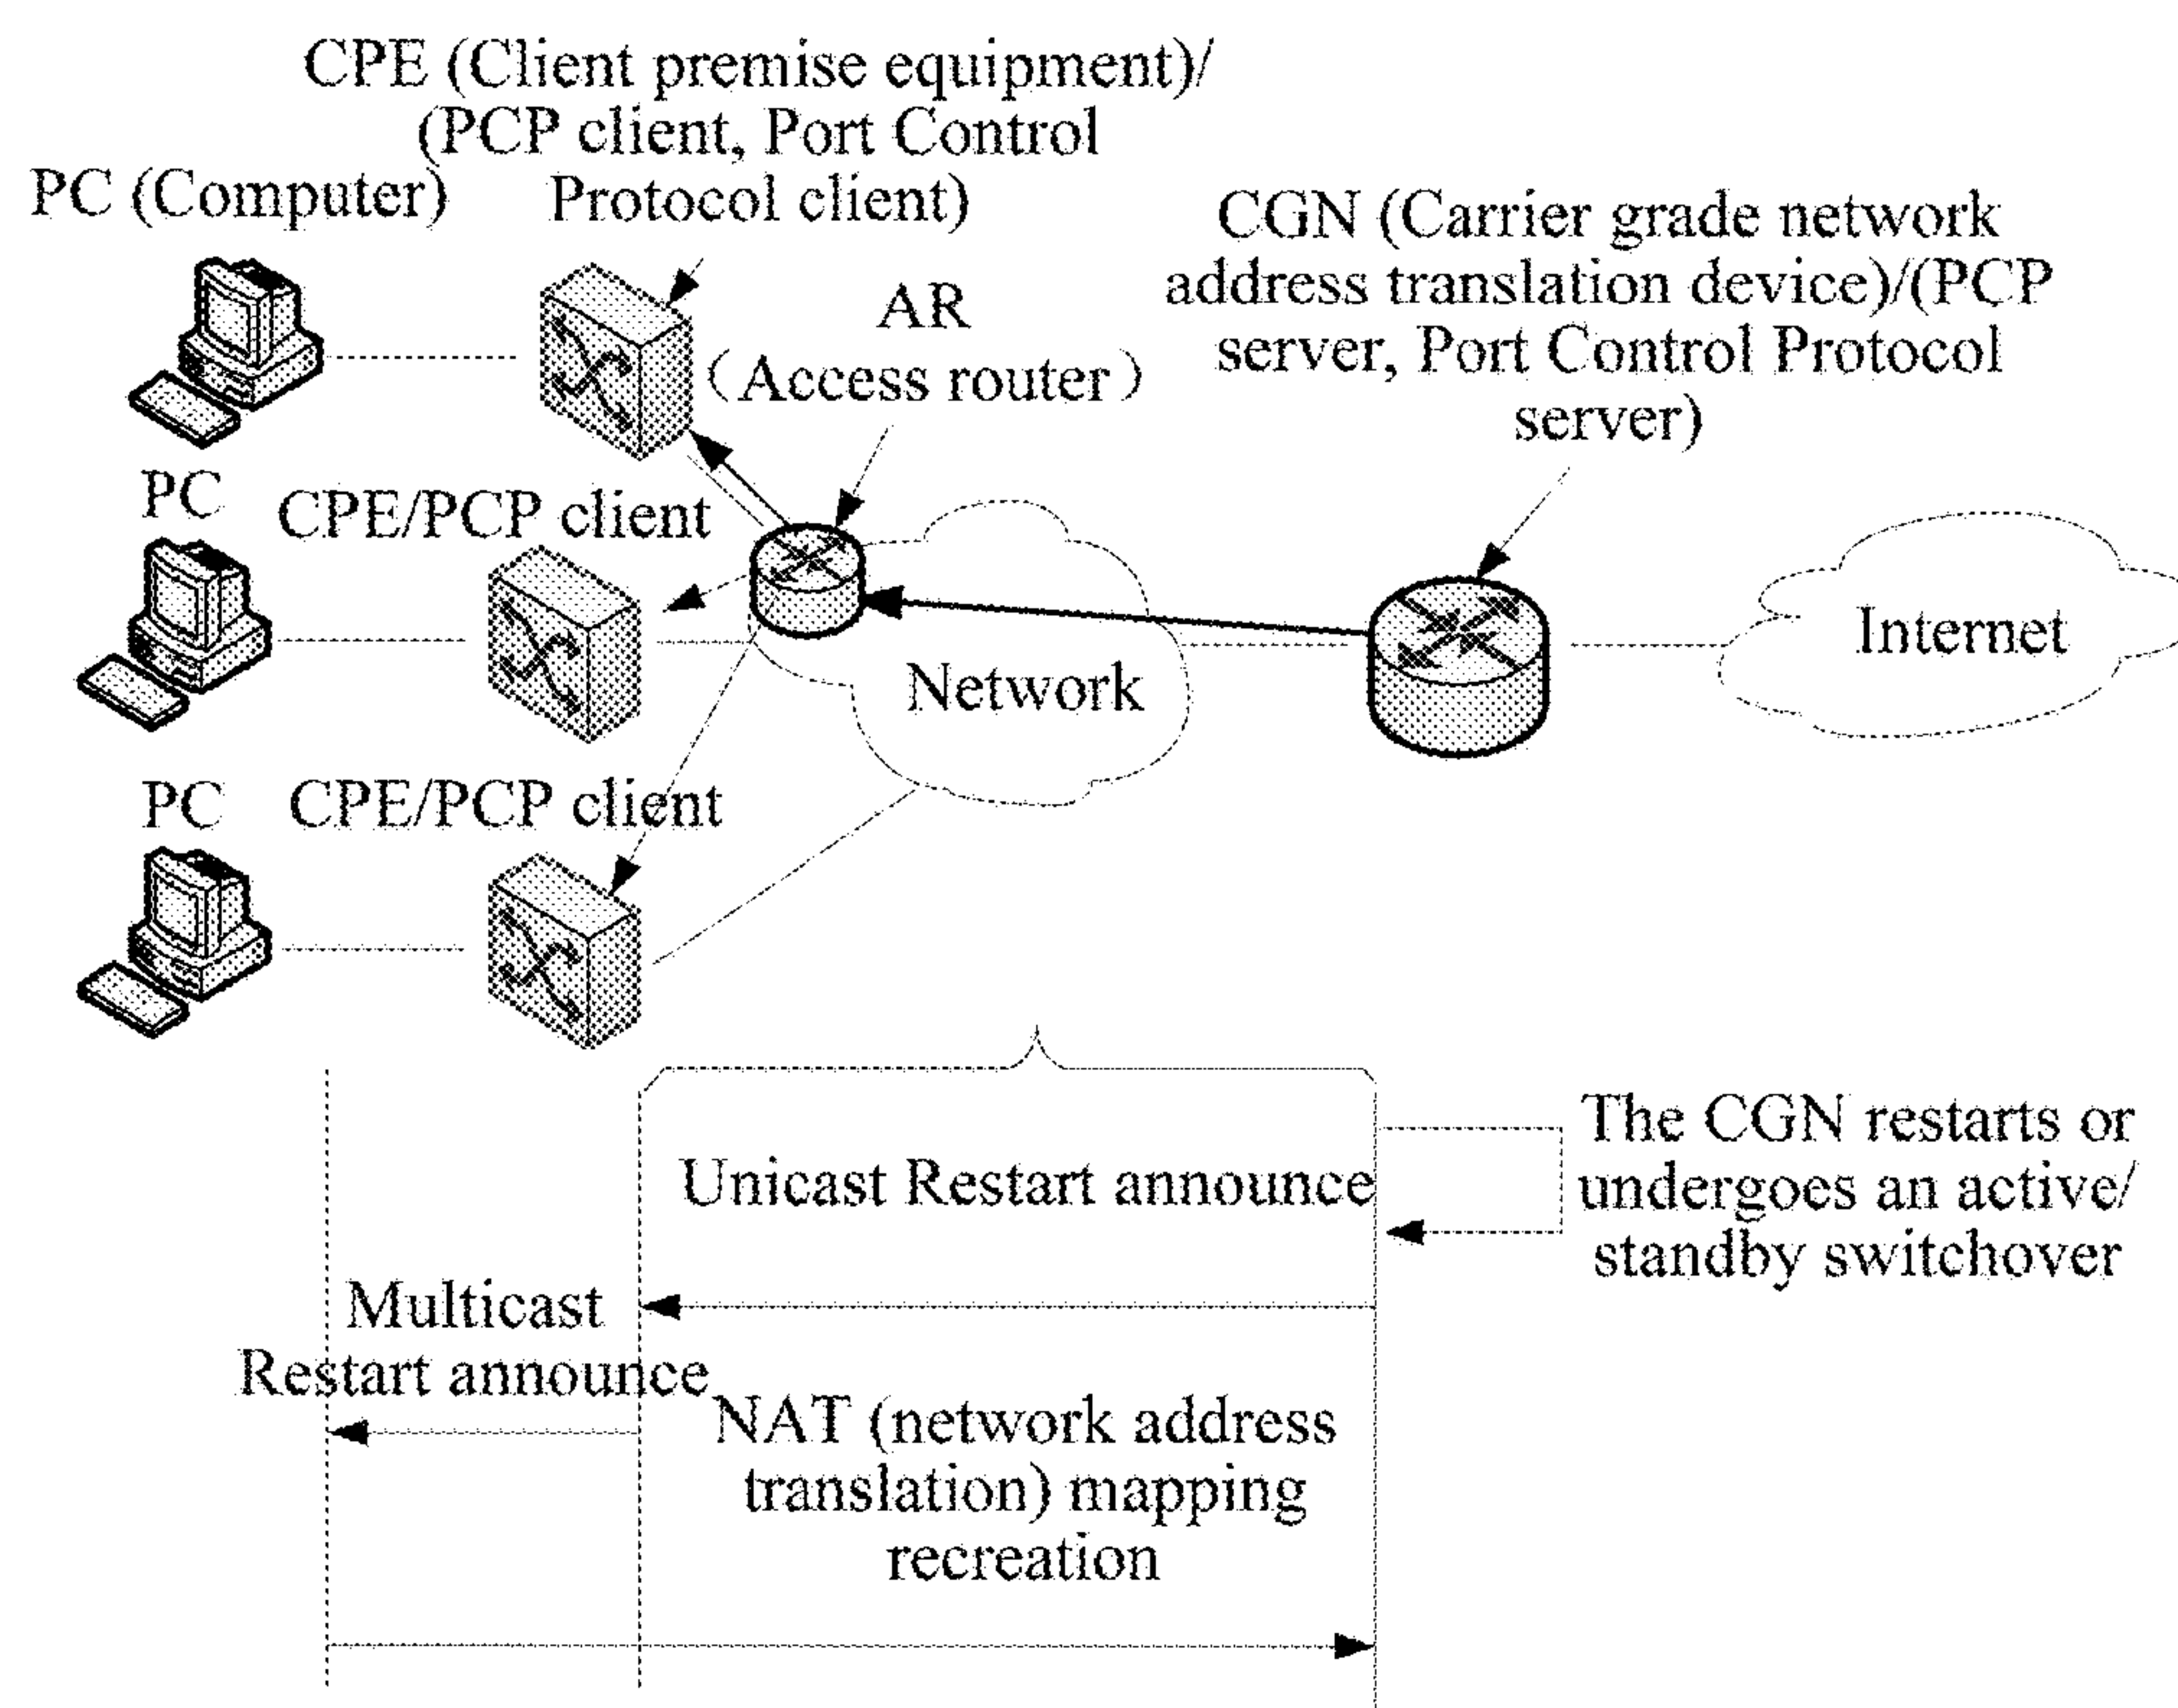 CPE (Client premise equipment)/
(PCP client, Port Control
Protocol client)
PC (Computer)
CGN (Carrier grade network
address translation device)/(PCP
server, Port Control Protocol
server)
AR
（Access router）
PC
CPE/PCP client
Network
Internet
PC
CPE/PCP client
The CGN restarts or
undergoes an active/
standby switchover
Unicast Restart announce
Multicast
Restart announce
NAT (network address
translation) mapping
recreation